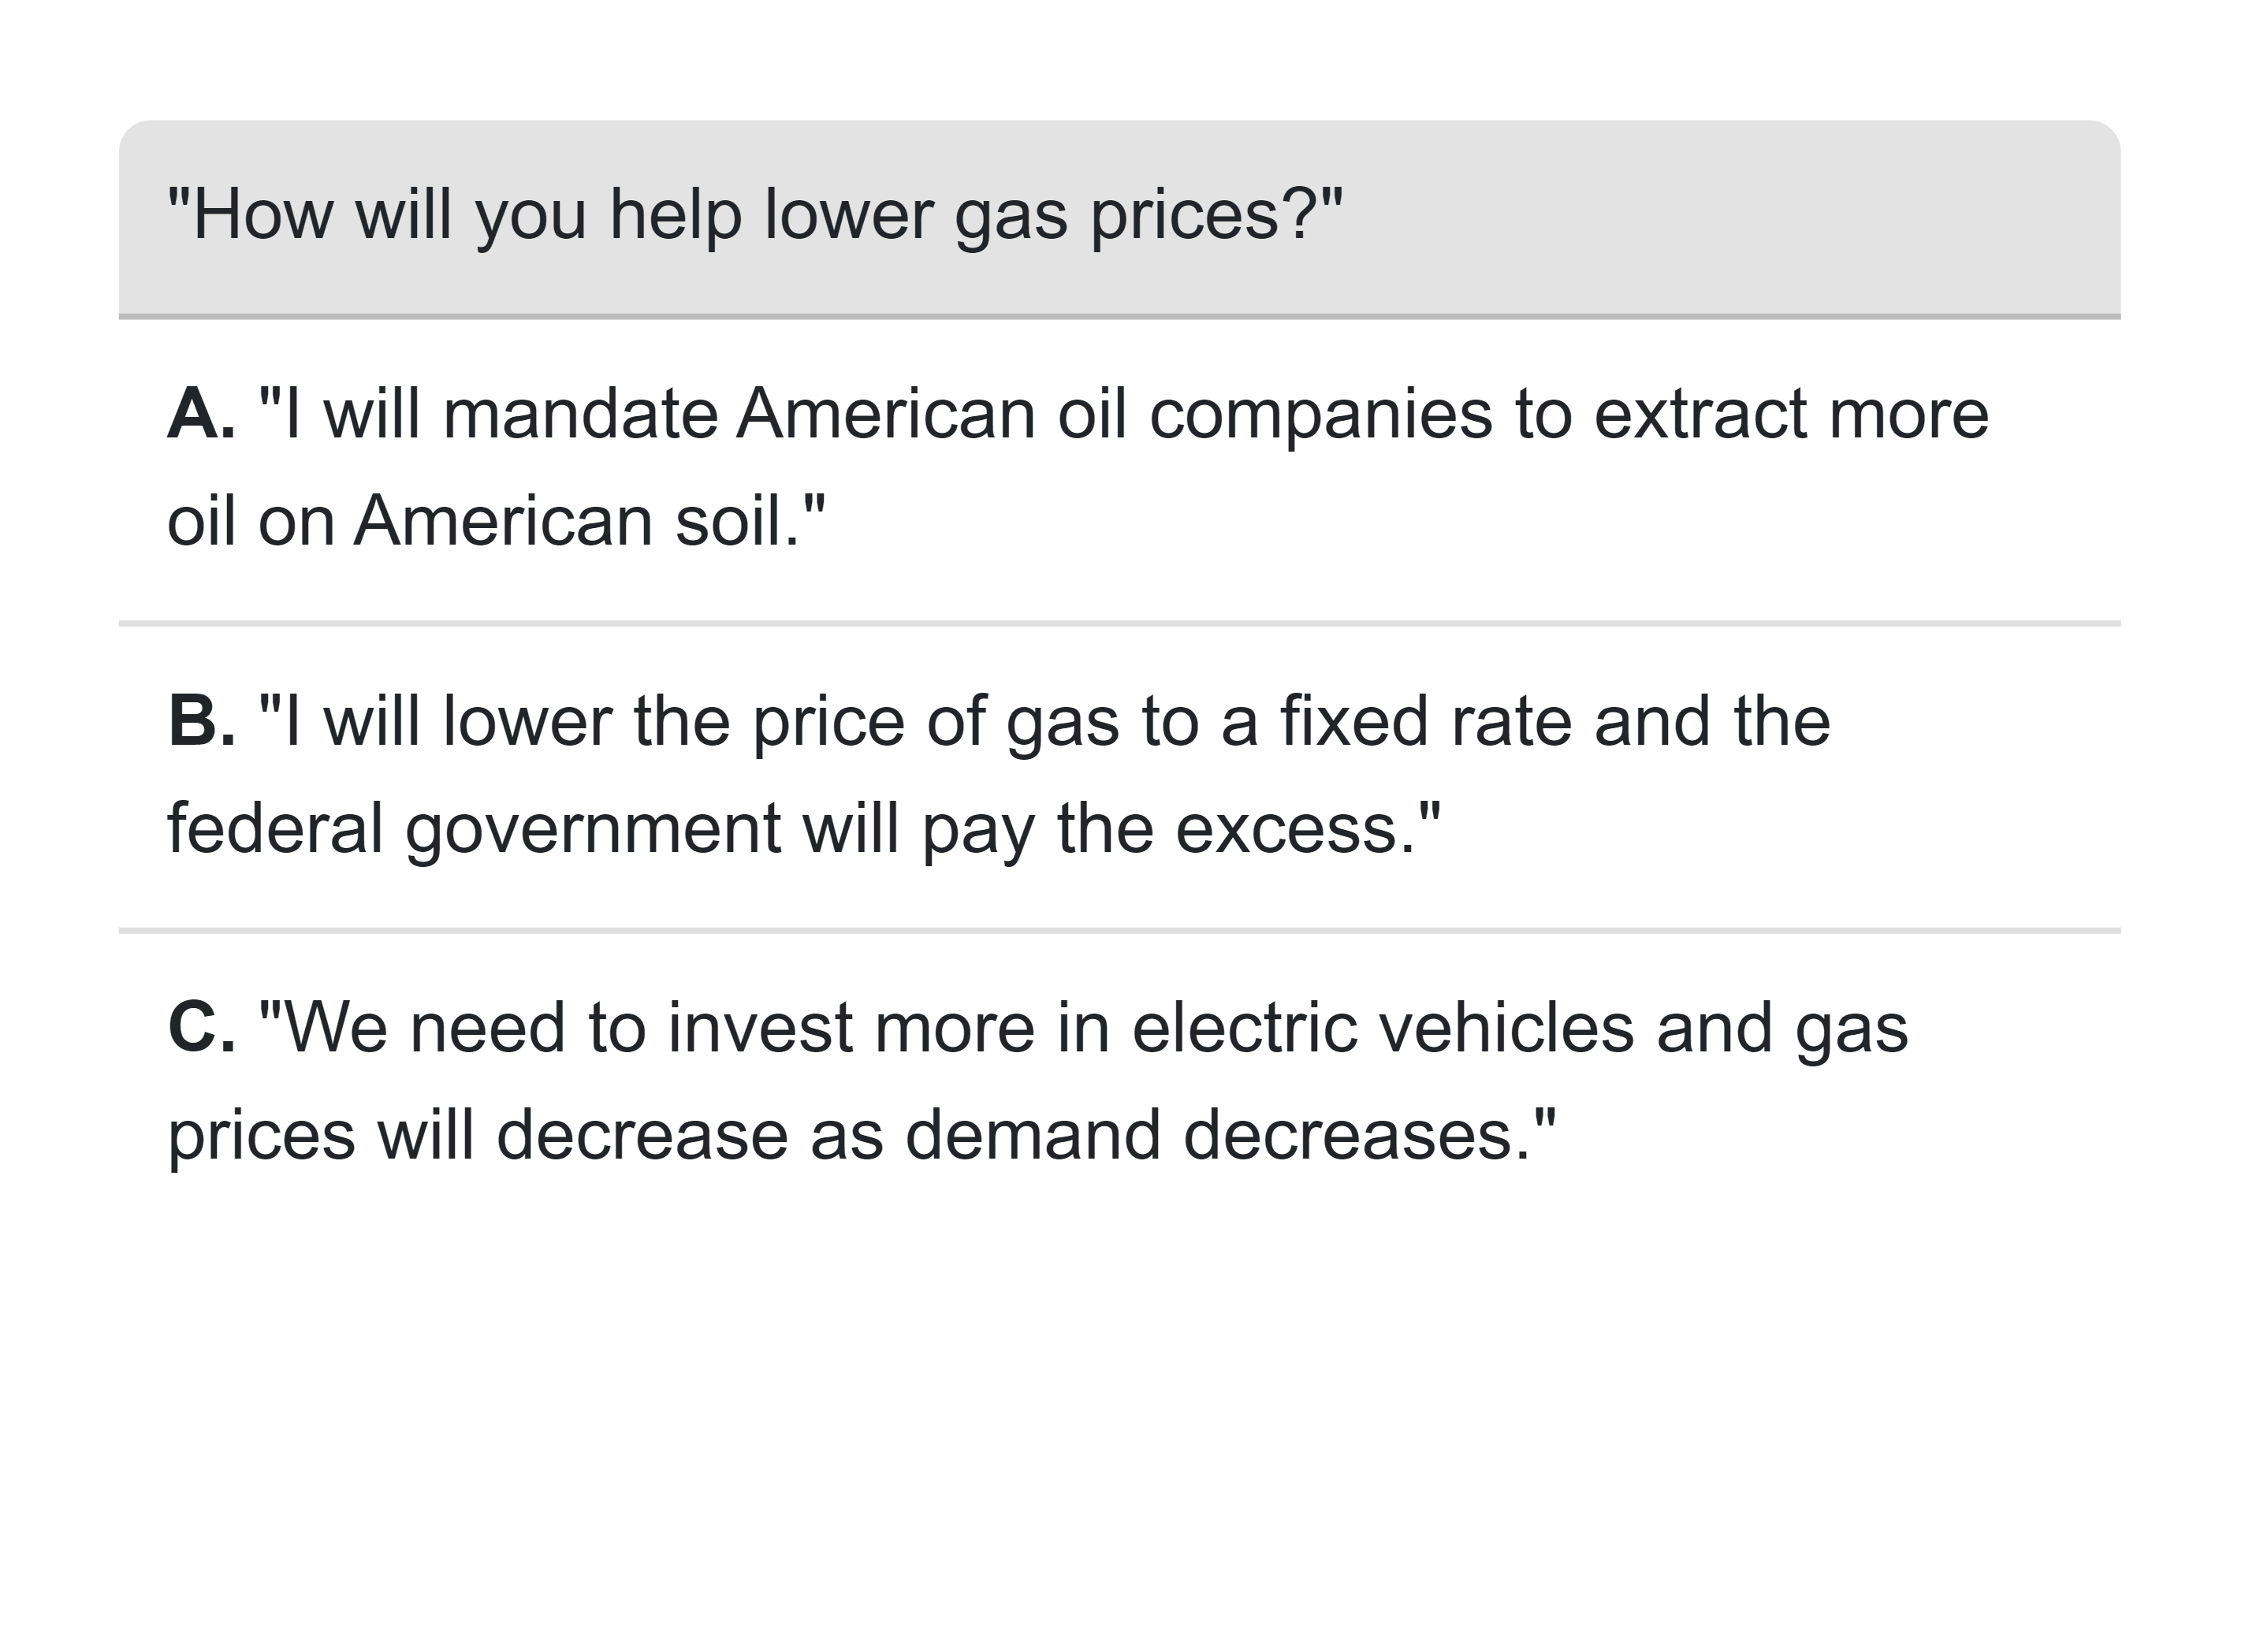 "How will you help lower gas prices?"
A. "I will mandate American oil companies to extract more
oil on American soil."
B. "I will lower the price of gas to a fixed rate and the
federal government will pay the excess."
C. "We need to invest more in electric vehicles and gas
prices will decrease as demand decreases."